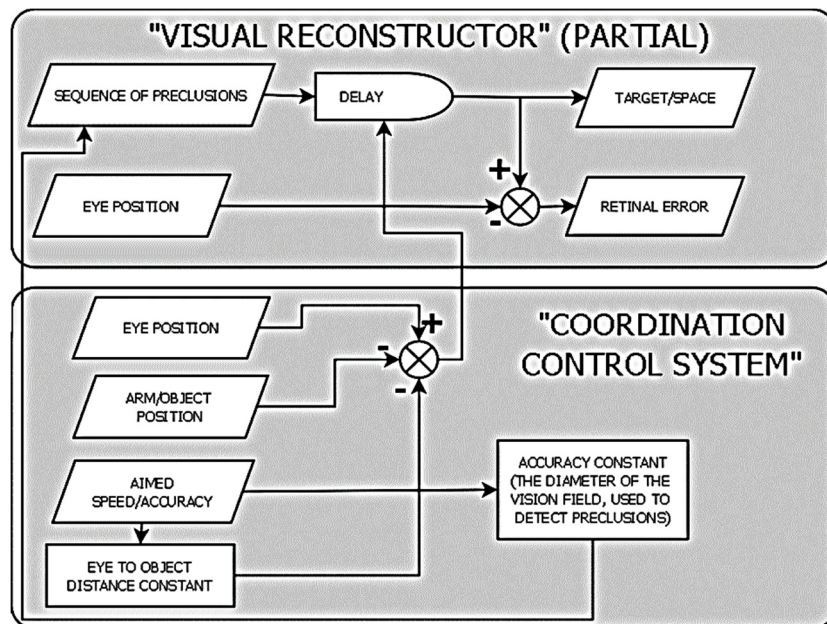 "VISUAL RECONSTRUCTOR" (PARTIAL)
SEQUENCE OF PRECLUSIONS
DELAY
TARGET/SPACE
+
EYE POSITION
-
RETINAL ERROR
EYE POSITION
+
"COORDINATION
CONTROL SYSTEM"
-
-
ARM/OBJECT
POSITION
AIMED
SPEED/ACCURACY
ACCURACY CONSTANT
(THE DIAMETER OF THE
VISION FIELD, USED TO
DETECT PRECLUSIONS)
EYE TO OBJECT
DISTANCE CONSTANT